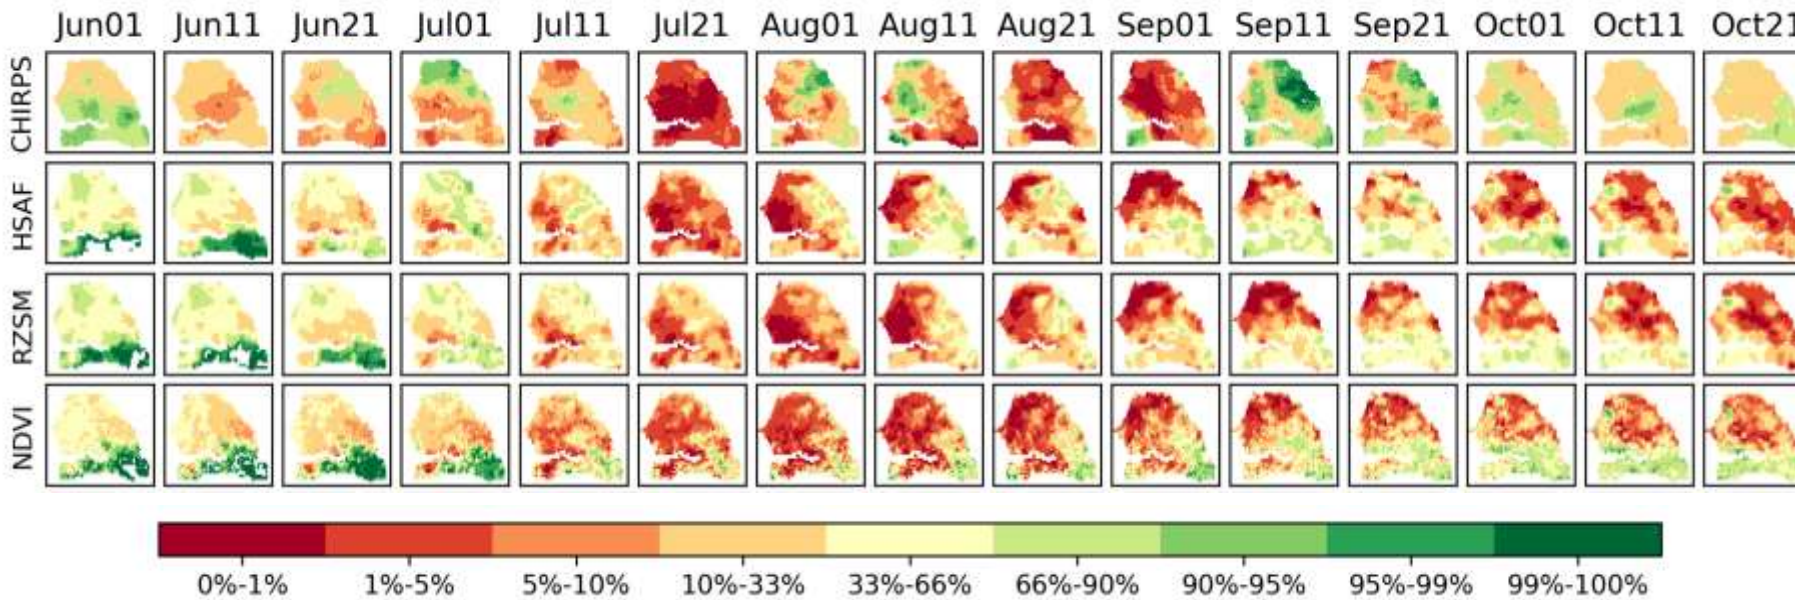 Jun01 Jun11 Jun21 Jul01 Jul11 Jul21 Aug01 Aug11 Aug21 Sep01 Sep11 Sep21 Oct01 Oct11 Oct21
CHIRPS
HSAF
RZSM
NDVI
0%-1% 1%-5% 5%-10% 10%-33% 33%-66% 66%-90% 90%-95% 95%-99% 99%-100%